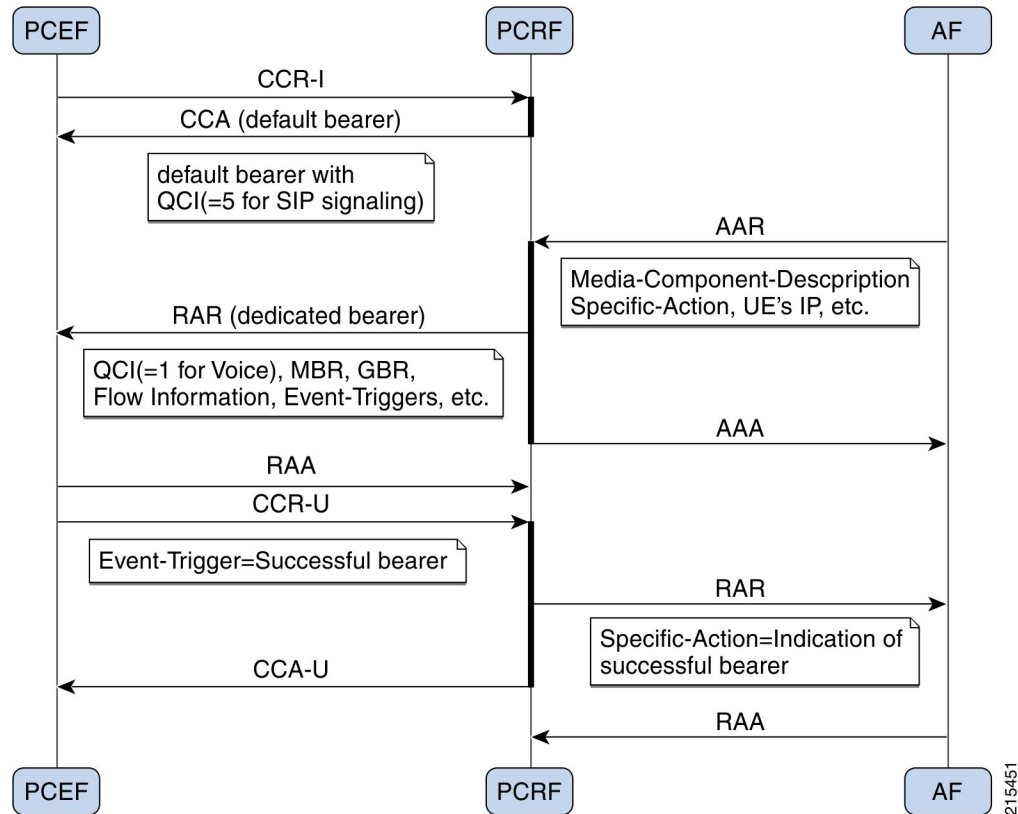 PCEF
PCRF
AF
CCR-I
CCA (default bearer)
default bearer with
QCI(=5 for SIP signaling)
AAR
Media-Component-Descpription
Specific-Action, UE's IP, etc.
RAR (dedicated bearer)
QCI(=1 for Voice), MBR, GBR,
Flow Information, Event-Triggers, etc.
AAA
RAA
CCR-U
Event-Trigger=Successful bearer
RAR
Specific-Action=Indication of
successful bearer
CCA-U
RAA
PCEF
PCRF
AF
215451